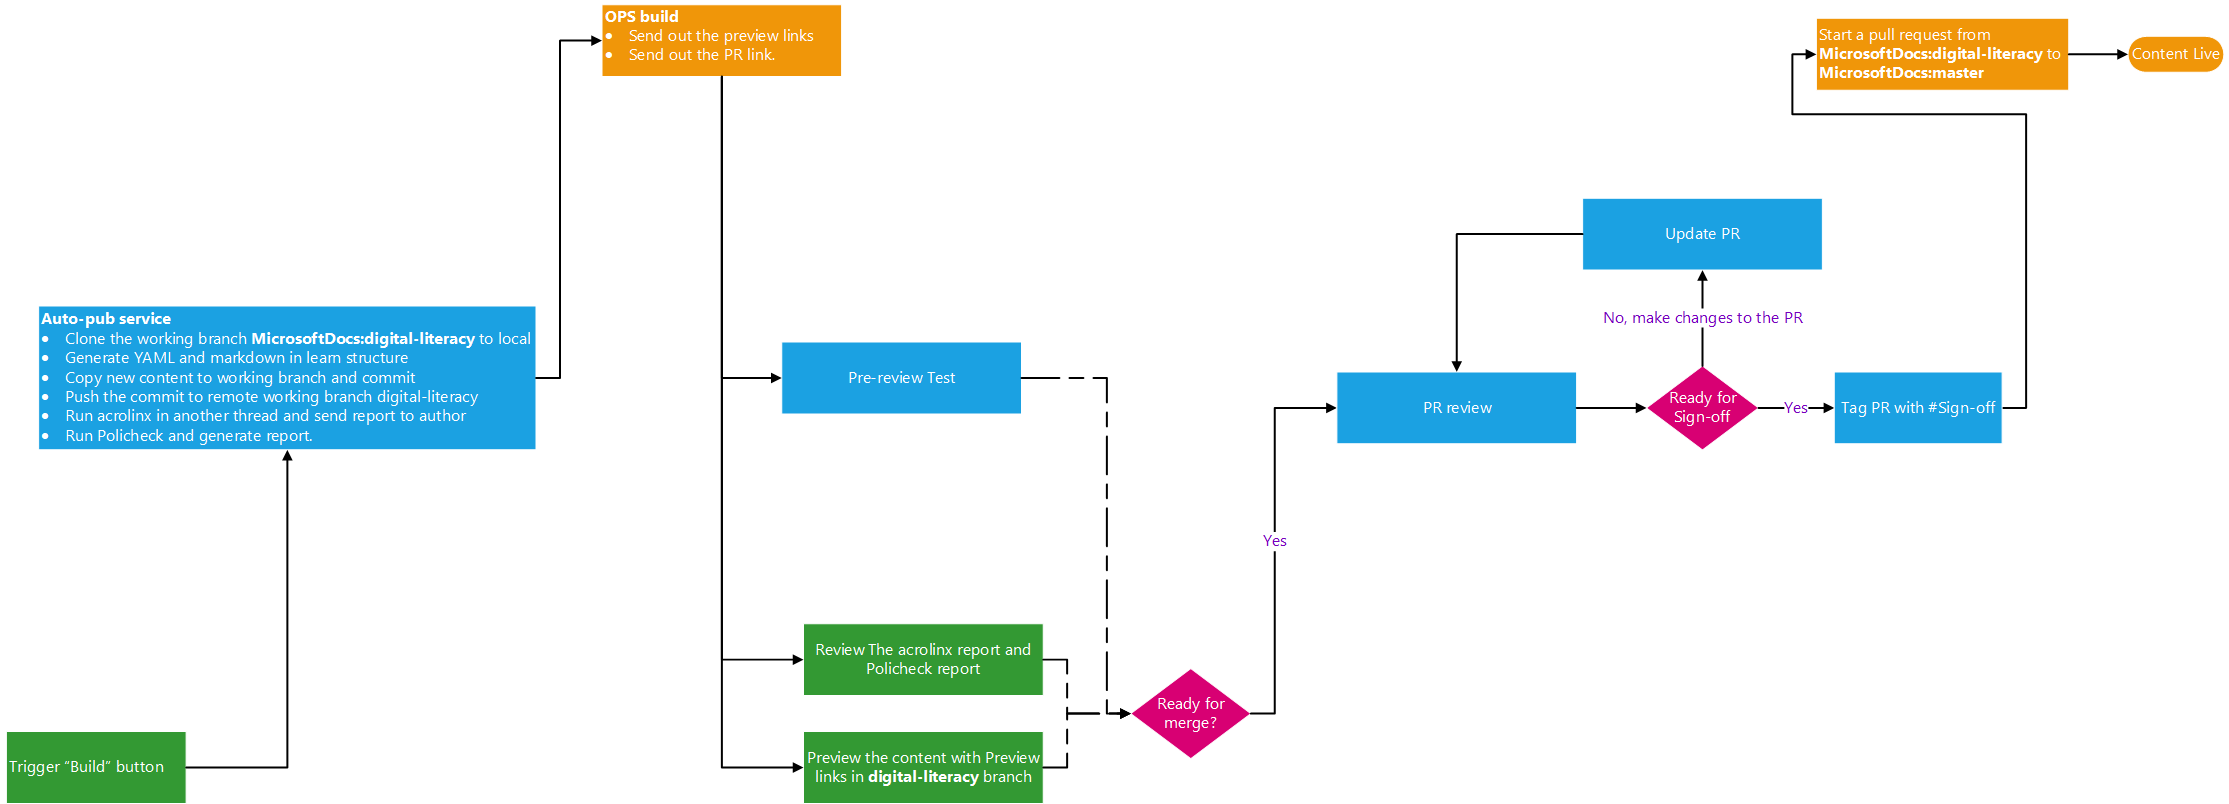 OPS build
• Send out the preview links
• Send out the PR link.
Start a pull request from
MicrosoftDocs:digital-literacy to
MicrosoftDocs:master
Content Live
Update PR
No, make changes to the PR
Auto-pub service
• Clone the working branch MicrosoftDocs:digital-literacy to local
• Generate YAML and markdown in learn structure
• Copy new content to working branch and commit
• Push the commit to remote working branch digital-literacy
• Run acrolinx in another thread and send report to author
• Run Policheck and generate report.
Pre-review Test
PR review
Ready for
Sign-off
Yes
Tag PR with #Sign-off
Yes
Review The acrolinx report and
Policheck report
Ready for
merge?
Trigger “Build” button
Preview the content with Preview
links in digital-literacy branch